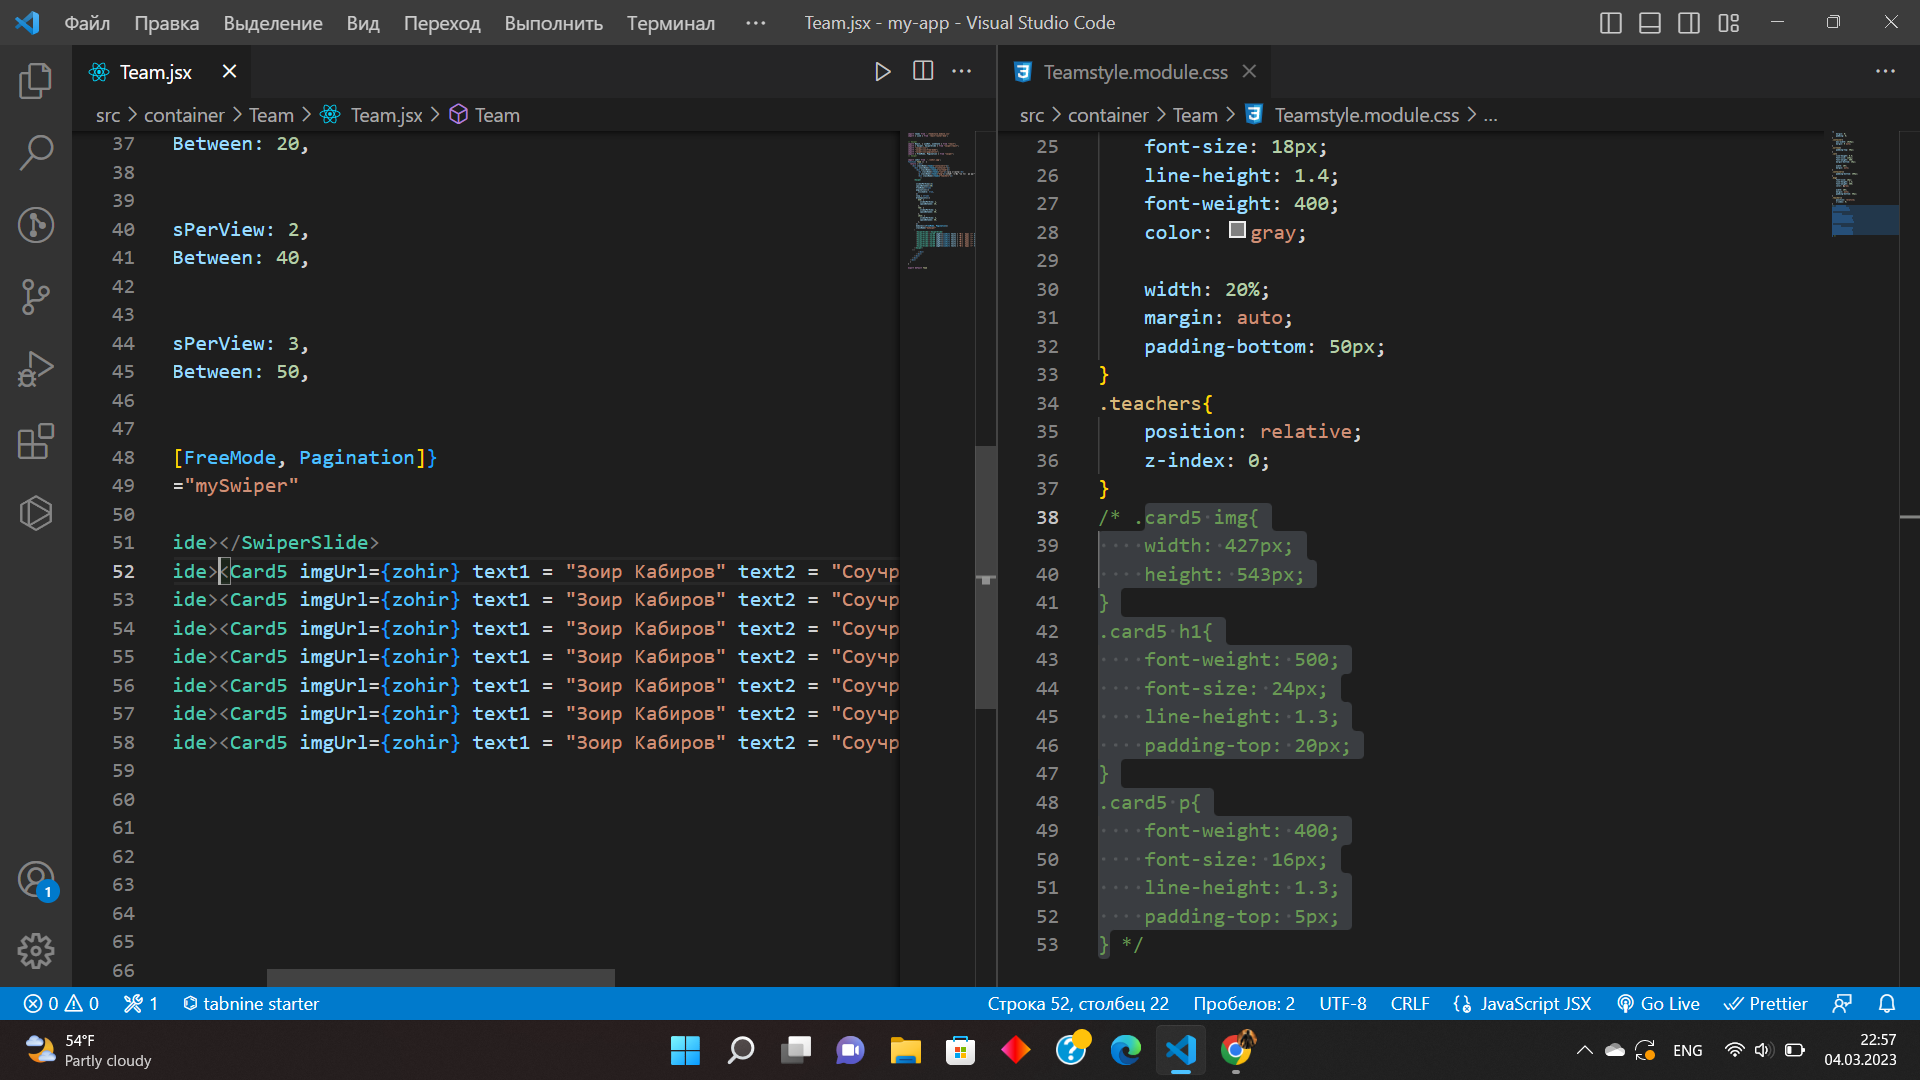 Файл Правка Выделение Вид Переход Выполнить Терминал ··· Team.jsx - my-app - Visual Studio Code
Team.jsx
src > container > Team > Team.jsx > Team
37 Between: 20,
38
39
40 sPerView: 2,
41 Between: 40,
42
43
44 sPerView: 3,
45 Between: 50,
46
47
48 [FreeMode, Pagination]}
49 ="mySwiper"
50
51 ide></SwiperSlide>
52 ide><Card5 imgUrl={zohir} text1 = "Зоир Кабиров" text2 = "Соучр
53 ide><Card5 imgUrl={zohir} text1 = "Зоир Кабиров" text2 = "Соучр
54 ide><Card5 imgUrl={zohir} text1 = "Зоир Кабиров" text2 = "Соучр
55 ide><Card5 imgUrl={zohir} text1 = "Зоир Кабиров" text2 = "Соучр
56 ide><Card5 imgUrl={zohir} text1 = "Зоир Кабиров" text2 = "Соучр
57 ide><Card5 imgUrl={zohir} text1 = "Зоир Кабиров" text2 = "Соучр
58 ide><Card5 imgUrl={zohir} text1 = "Зоир Кабиров" text2 = "Соучр
59
60
61
62
63
64
65
66
Teamstyle.module.css
src > container > Team > Teamstyle.module.css > ...
25 font-size: 18px;
26 line-height: 1.4;
27 font-weight: 400;
28 color: gray;
29
30 width: 20%;
31 margin: auto;
32 padding-bottom: 50px;
33 }
34 .teachers{
35 position: relative;
36 z-index: 0;
37 }
38 /* .card5 img{
39 width: 427px;
40 height: 543px;
41 }
42 .card5 h1{
43 font-weight: 500;
44 font-size: 24px;
45 line-height: 1.3;
46 padding-top: 20px;
47 }
48 .card5 p{
49 font-weight: 400;
50 font-size: 16px;
51 line-height: 1.3;
52 padding-top: 5px;
53 } */
1
0 0 1 tabnine starter Строка 52, столбец 22 Пробелов: 2 UTF-8 CRLF JavaScript JSX Go Live Prettier
54°F
Partly cloudy
ENG
22:57
04.03.2023